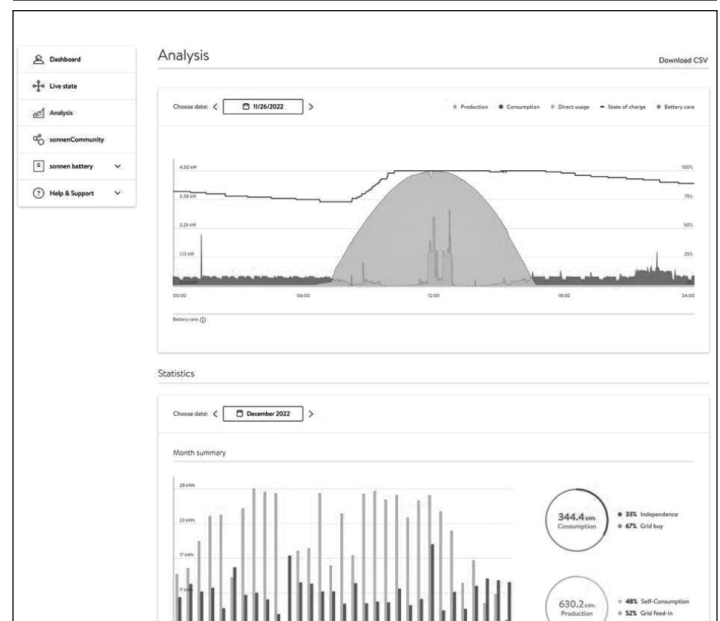 Dashboard
Live state
Analysis
sonnenCommunity
sonnen battery
Help & Support
Analysis
Download CSV
Choose date: < 11/26/2022 >
Production Consumption Direct usage State of charge Battery care
4.50 kW 100%
3.38 kW 75%
2.25 kW 50%
1.13 kW 25%
00:00 06:00 12:00 18:00 24:00
Battery care
Statistics
Choose date: < December 2022 >
Month summary
28 kWh
23 kWh
17 kWh
11 kWh
344.4 kWh
Consumption
33% Independence
67% Grid buy
630.2 kWh
Production
48% Self-Consumption
52% Grid feed-in